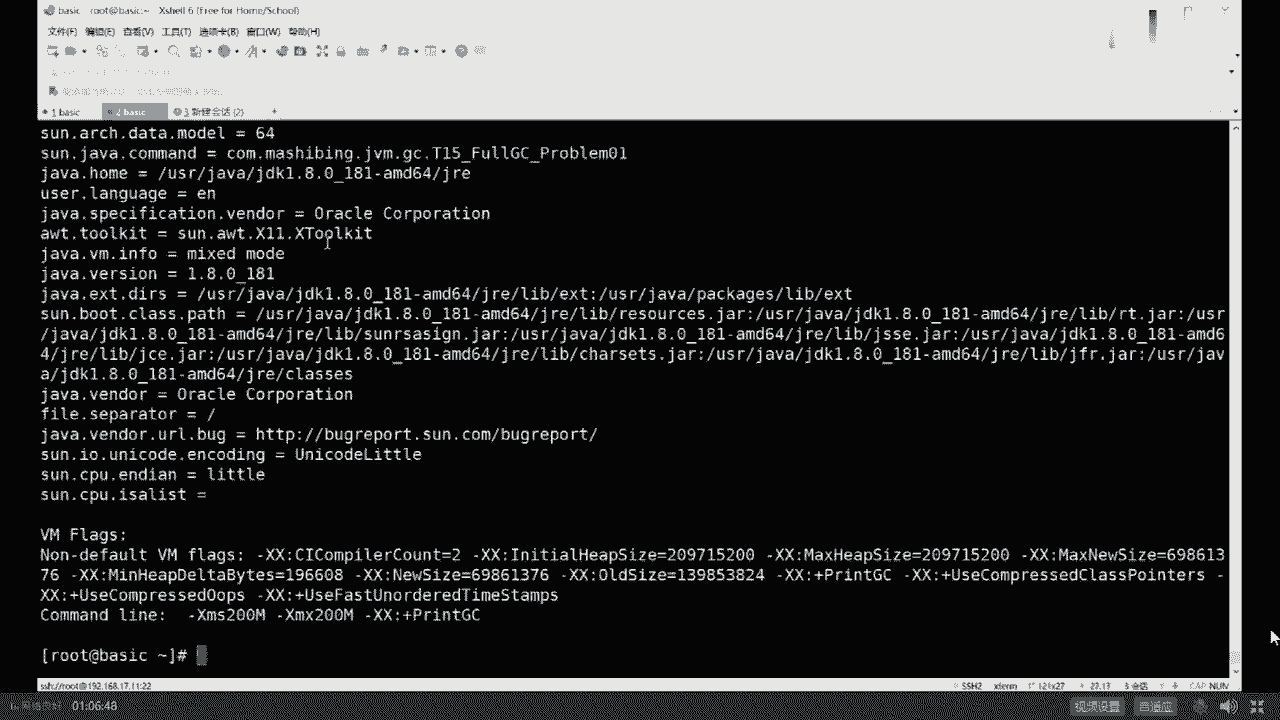 basic root@basic:~ Xshell 6 (Free for Home/School)
文件(F) 编辑(E) 查看(V) 工具(T) 选项卡(B) 窗口(W) 帮助(H)
1 basic 2 basic 3 新建会话 (2) +
sun.arch.data.model = 64
sun.java.command = com.mashibing.jvm.gc.T15_FullGC_Problem01
java.home = /usr/java/jdk1.8.0_181-amd64/jre
user.language = en
java.specification.vendor = Oracle Corporation
awt.toolkit = sun.awt.X11.XToolkit
java.vm.info = mixed mode
java.version = 1.8.0_181
java.ext.dirs = /usr/java/jdk1.8.0_181-amd64/jre/lib/ext:/usr/java/packages/lib/ext
sun.boot.class.path = /usr/java/jdk1.8.0_181-amd64/jre/lib/resources.jar:/usr/java/jdk1.8.0_181-amd64/jre/lib/rt.jar:/usr
/java/jdk1.8.0_181-amd64/jre/lib/sunrsasign.jar:/usr/java/jdk1.8.0_181-amd64/jre/lib/jsse.jar:/usr/java/jdk1.8.0_181-amd6
4/jre/lib/jce.jar:/usr/java/jdk1.8.0_181-amd64/jre/lib/charsets.jar:/usr/java/jdk1.8.0_181-amd64/jre/lib/jfr.jar:/usr/jav
a/jdk1.8.0_181-amd64/jre/classes
java.vendor = Oracle Corporation
file.separator = /
java.vendor.url.bug = http://bugreport.sun.com/bugreport/
sun.io.unicode.encoding = UnicodeLittle
sun.cpu.endian = little
sun.cpu.isalist =
VM Flags:
Non-default VM flags: -XX:CICompilerCount=2 -XX:InitialHeapSize=209715200 -XX:MaxHeapSize=209715200 -XX:MaxNewSize=698613
76 -XX:MinHeapDeltaBytes=196608 -XX:NewSize=69861376 -XX:OldSize=139853824 -XX:+PrintGC -XX:+UseCompressedClassPointers -
XX:+UseCompressedOops -XX:+UseFastUnorderedTimeStamps
Command line: -Xms200M -Xmx200M -XX:+PrintGC
[root@basic ~]#
ssh://root@192.168.17.11:22 SSH2 xterm 121x27 27,13 3 会话 CAP NUM
01:06:48 视频设置 自适应